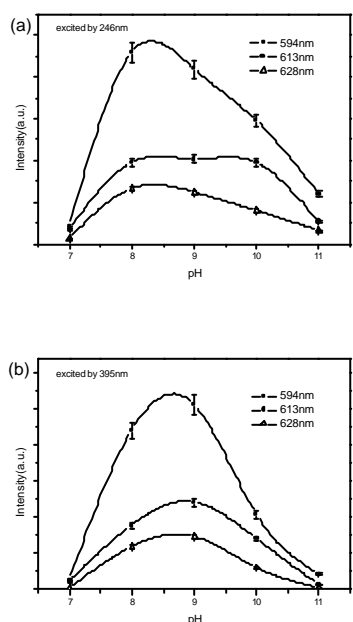 (a)
excited by 246nm
594nm
613nm
628nm
Intensity(a.u.)
7 8 9 10 11
pH
(b)
excited by 395nm
594nm
613nm
628nm
Intensity(a.u.)
7 8 9 10 11
pH